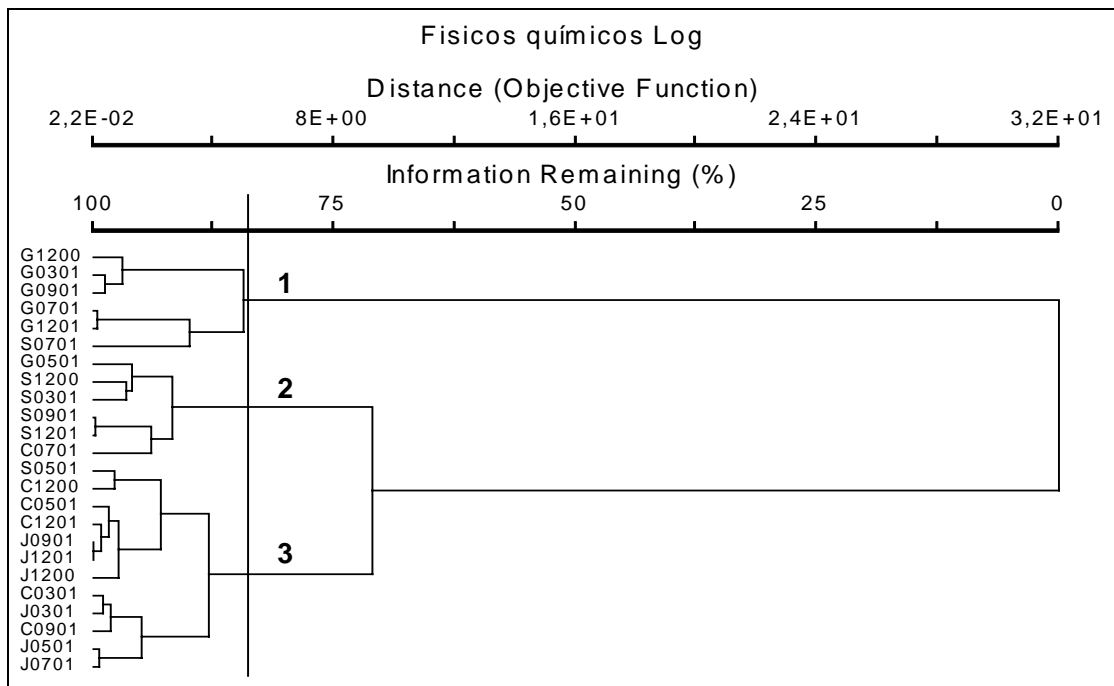 Fisicos químicos Log
Distance (Objective Function)
2,2E-02 8E+00 1,6E+01 2,4E+01 3,2E+01
Information Remaining (%)
100 75 50 25 0
G1200
G0301
G0901
G0701
G1201
S0701
G0501
S1200
S0301
S0901
S1201
C0701
S0501
C1200
C0501
C1201
J0901
J1201
J1200
C0301
J0301
C0901
J0501
J0701
1
2
3